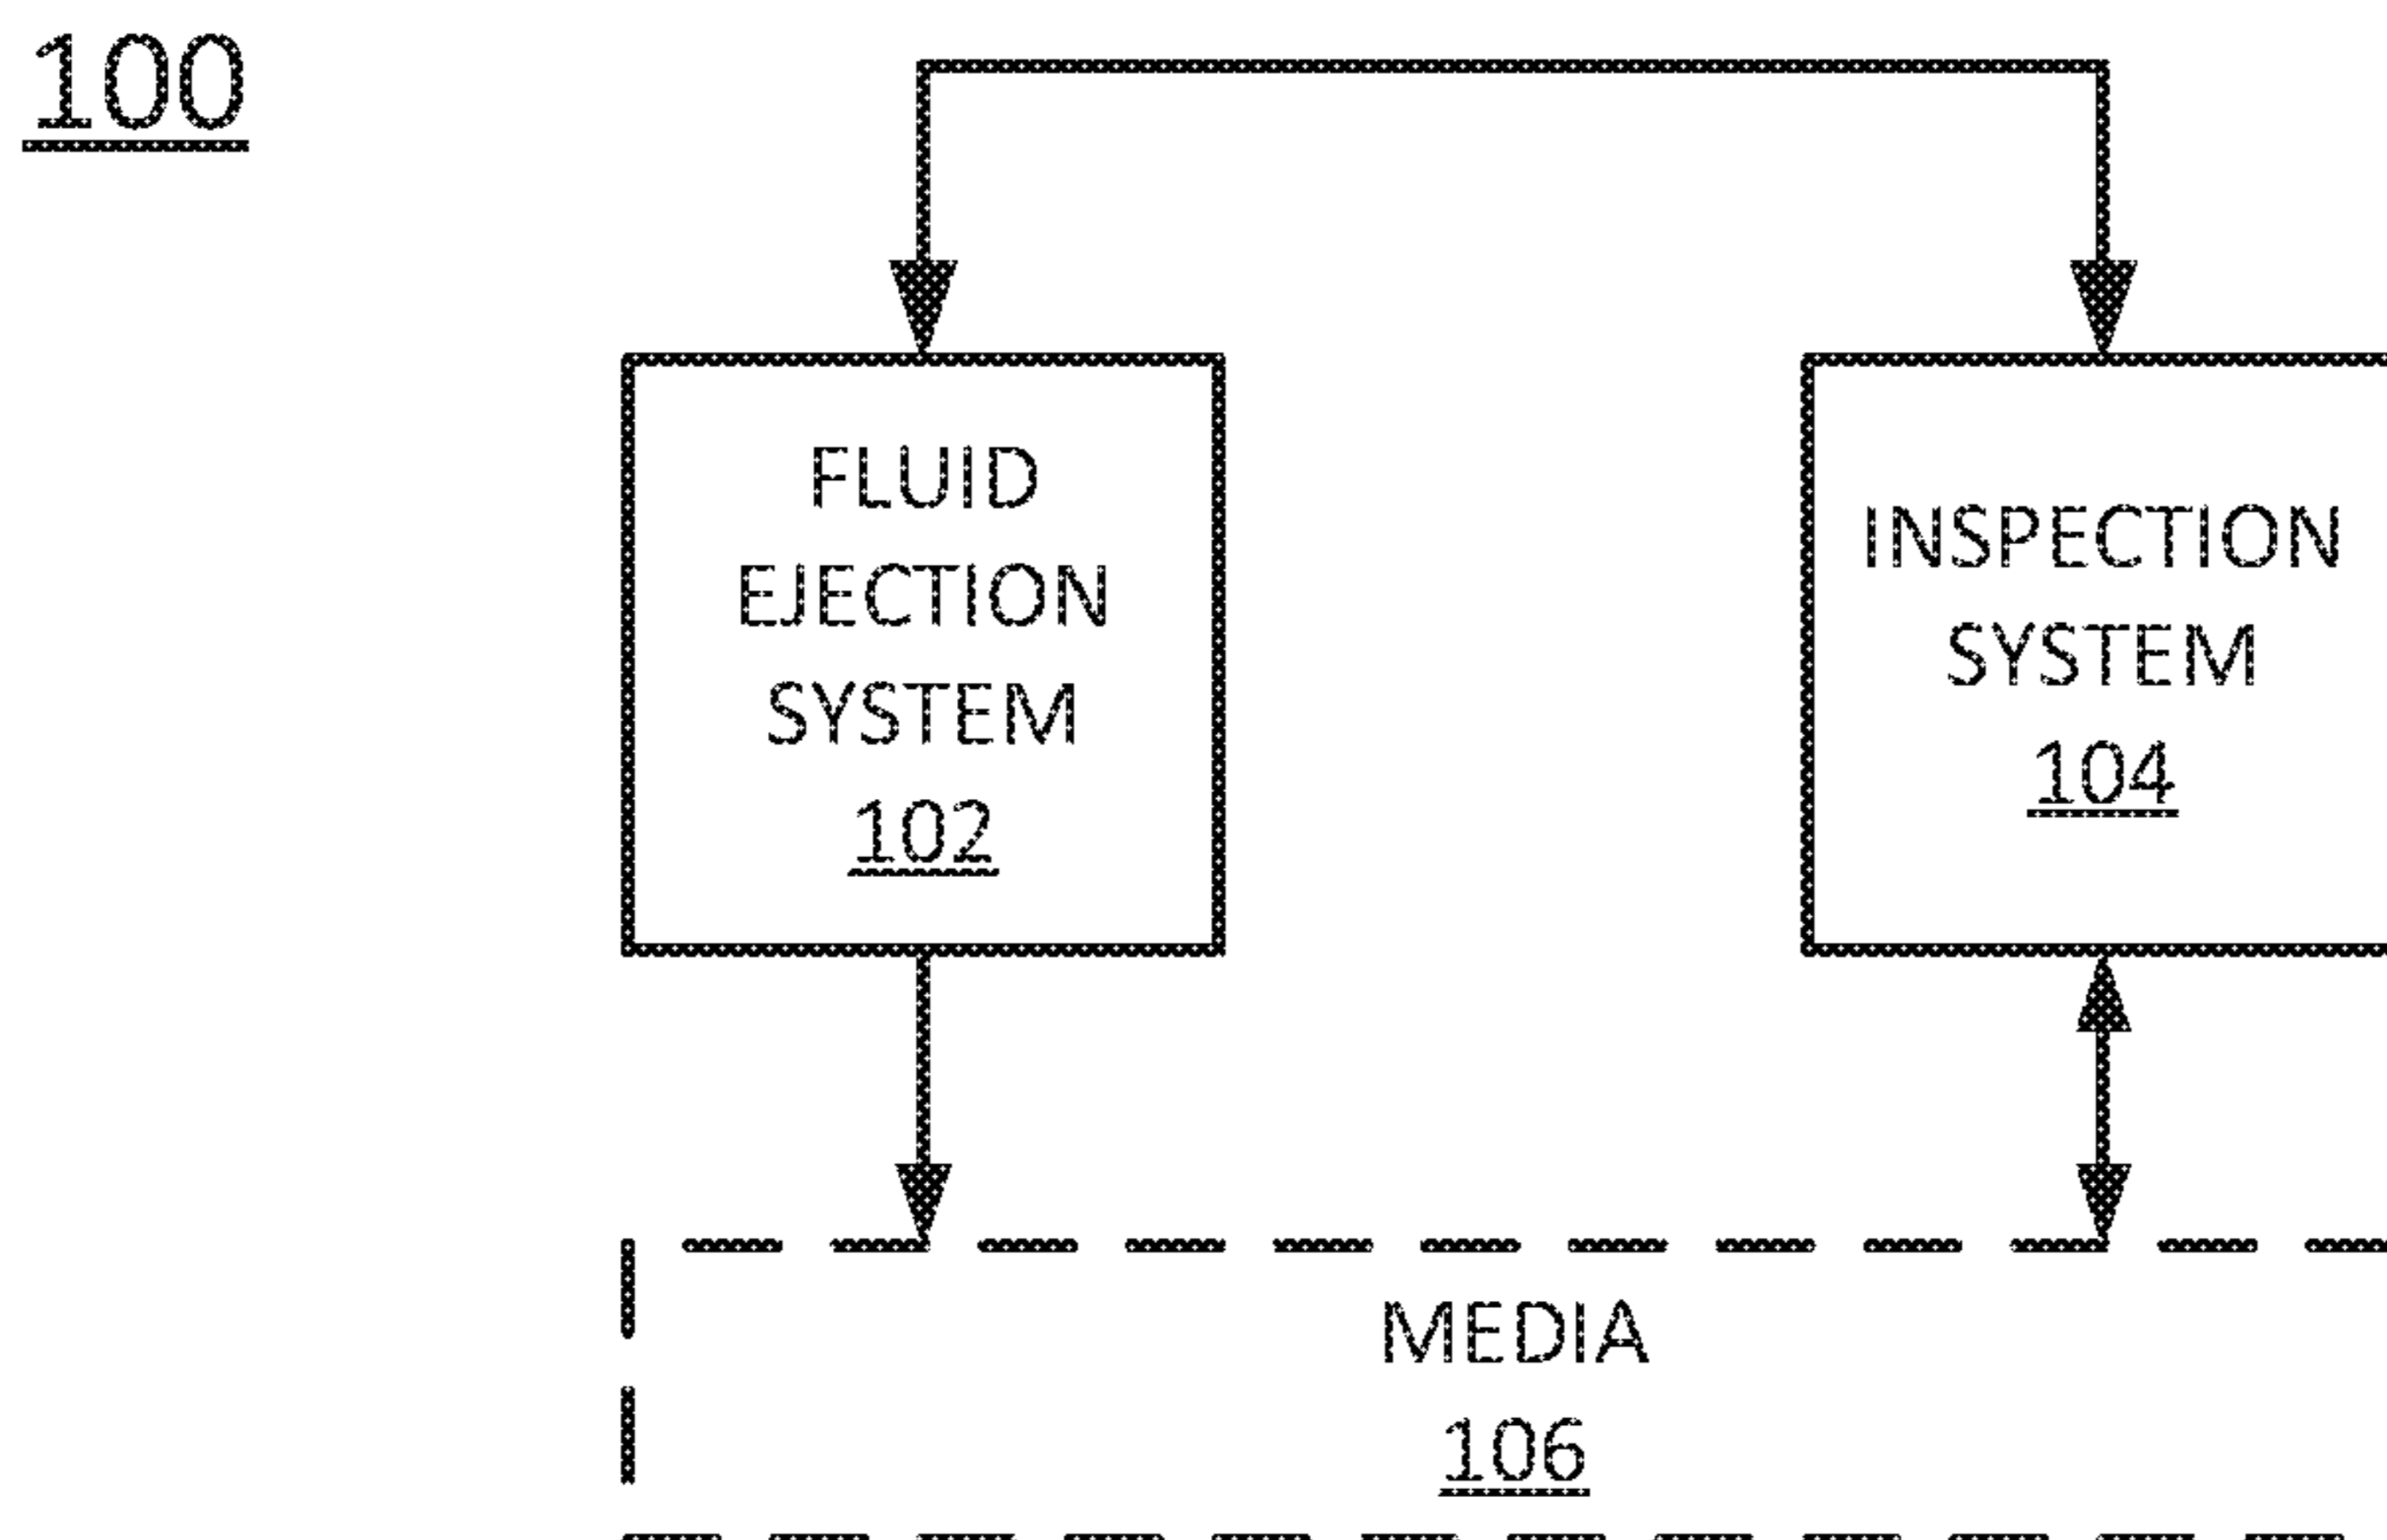 100
FLUID
EJECTION
SYSTEM
102
INSPECTION
SYSTEM
104
MEDIA
106